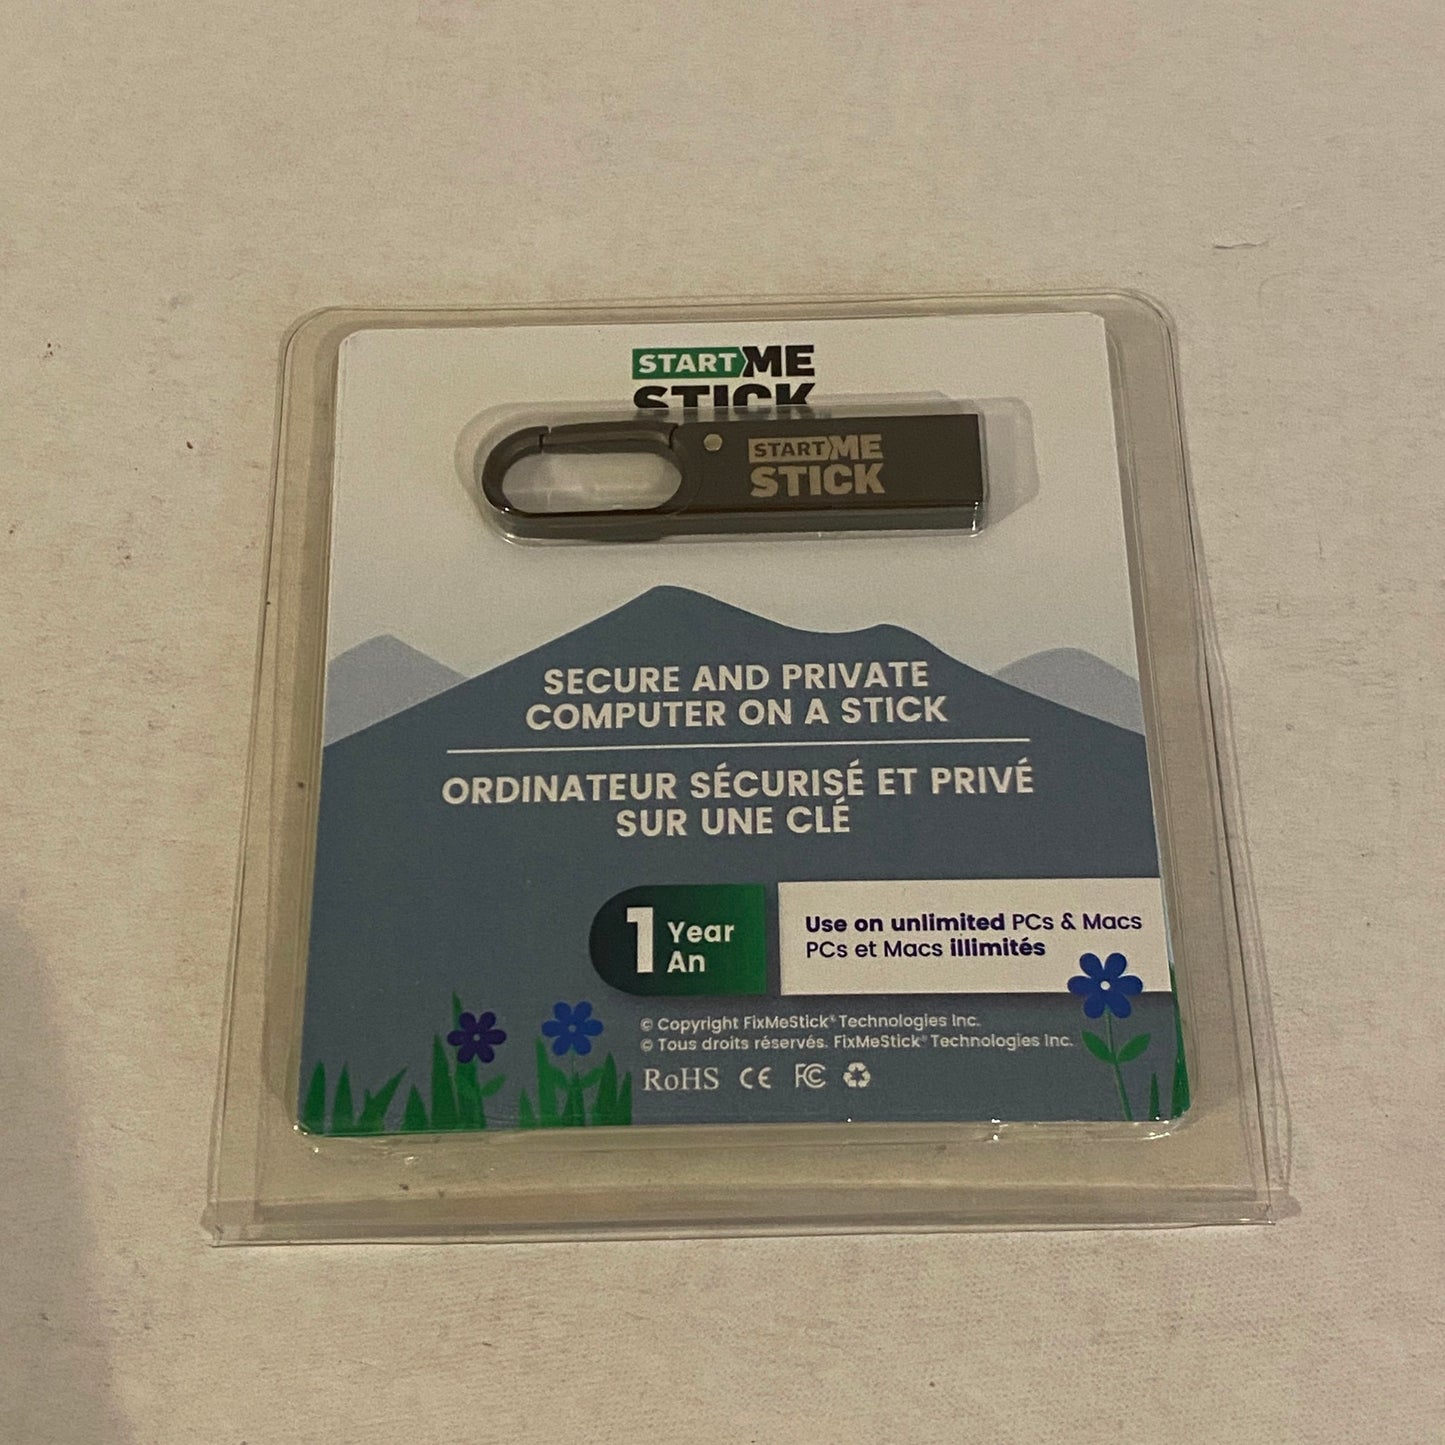 START ME
STICK
START ME
STICK
SECURE AND PRIVATE
COMPUTER ON A STICK
ORDINATEUR SÉCURISÉ ET PRIVÉ
SUR UNE CLÉ
1 Year
An
Use on unlimited PCs & Macs
PCs et Macs illimités
© Copyright FixMeStick® Technologies Inc.
© Tous droits réservés. FixMeStick® Technologies Inc.
RoHS CE FC